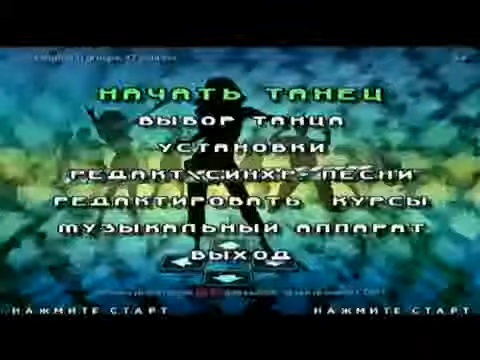 НАЧАТЬ ТАНЕЦ
ВЫБОР ТАНЦА
УСТАНОВКИ
РЕДАКТ\СИНХР- ПЕСНИ
РЕДАКТИРОВАТЬ КУРСЫ
МУЗЫКАЛЬНЫЙ АППАРАТ
ВЫХОД
НАЖМИТЕ СТАРТ НАЖМИТЕ СТАРТ